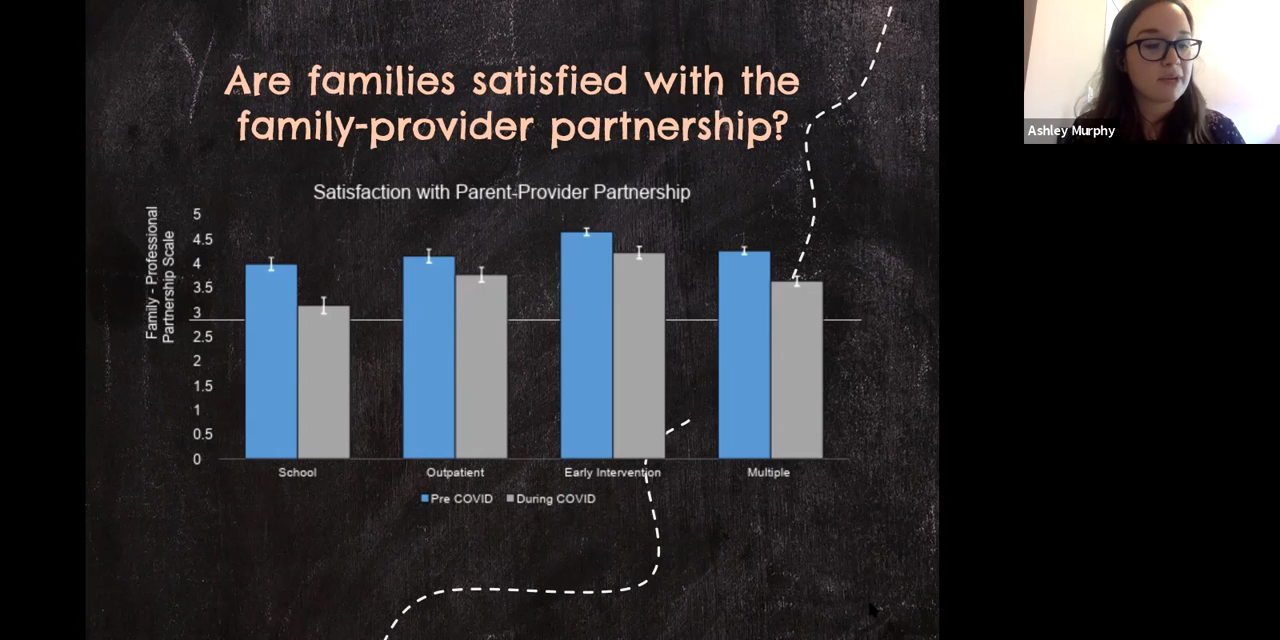 Are families satisfied with the
family-provider partnership?
Satisfaction with Parent-Provider Partnership
Family - Professional
Partnership Scale
5
4.5
4
3.5
3
2.5
2
1.5
1
0.5
0
School
Outpatient
Early Intervention
Multiple
Pre COVID
During COVID
Ashley Murphy